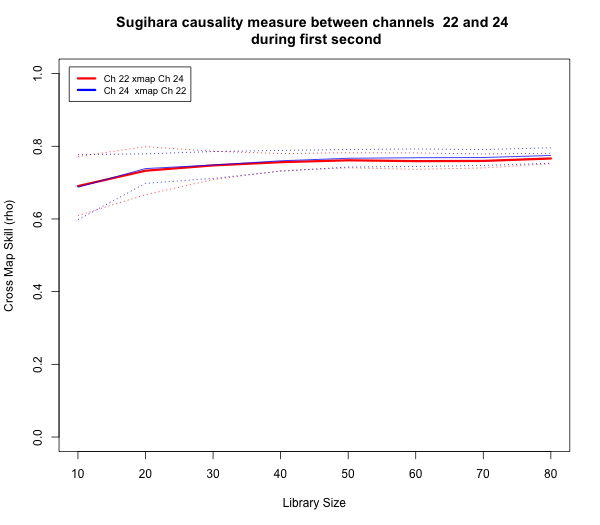 Sugihara causality measure between channels  22 and 24
during first second
Ch 22 xmap Ch 24
Ch 24  xmap Ch 22
Cross Map Skill (rho)
1.0
0.8
0.6
0.4
0.2
0.0
10 20 30 40 50 60 70 80
Library Size